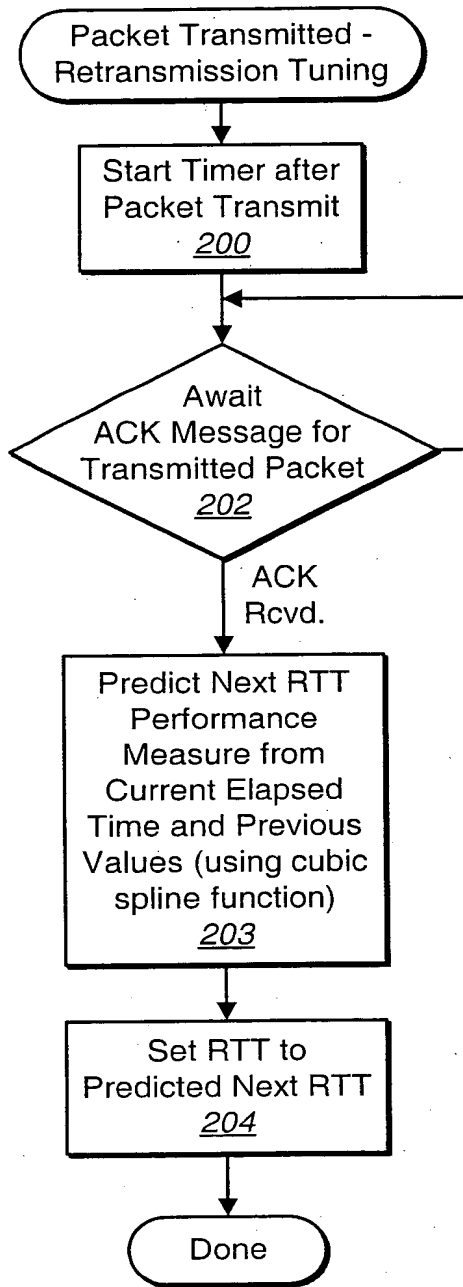 Packet Transmitted -
Retransmission Tuning
Start Timer after
Packet Transmit
200
Await
ACK Message for
Transmitted Packet
202
ACK
Rcvd.
Predict Next RTT
Performance
Measure from
Current Elapsed
Time and Previous
Values (using cubic
spline function)
203
Set RTT to
Predicted Next RTT
204
Done